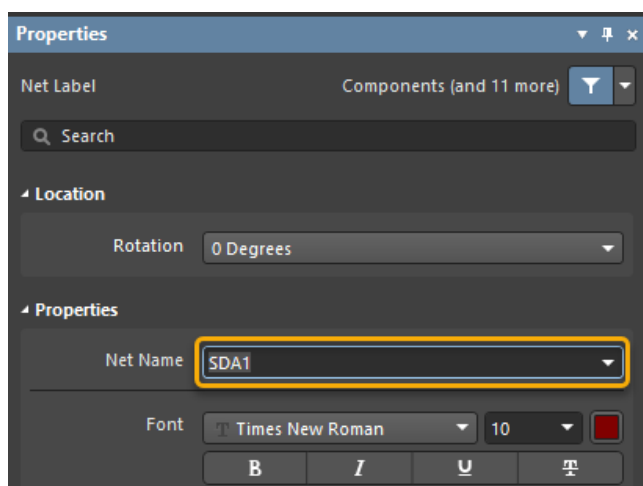 Properties
Net Label Components (and 11 more)
Search
Location
Rotation 0 Degrees
Properties
Net Name SDA1
Font T Times New Roman 10
B I U T